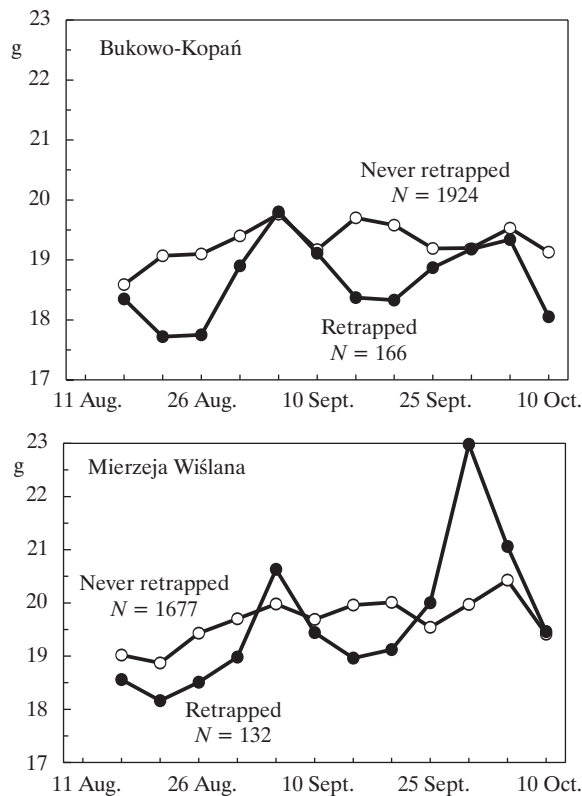 23
g
Bukowo-Kopań
22
21
Never retrapped
N = 1924
20
19
Retrapped
N = 166
18
17
11 Aug. 26 Aug. 10 Sept. 25 Sept. 10 Oct.
23
g
Mierzeja Wiślana
22
21
Never retrapped
N = 1677
20
19
Retrapped
N = 132
18
17
11 Aug. 26 Aug. 10 Sept. 25 Sept. 10 Oct.